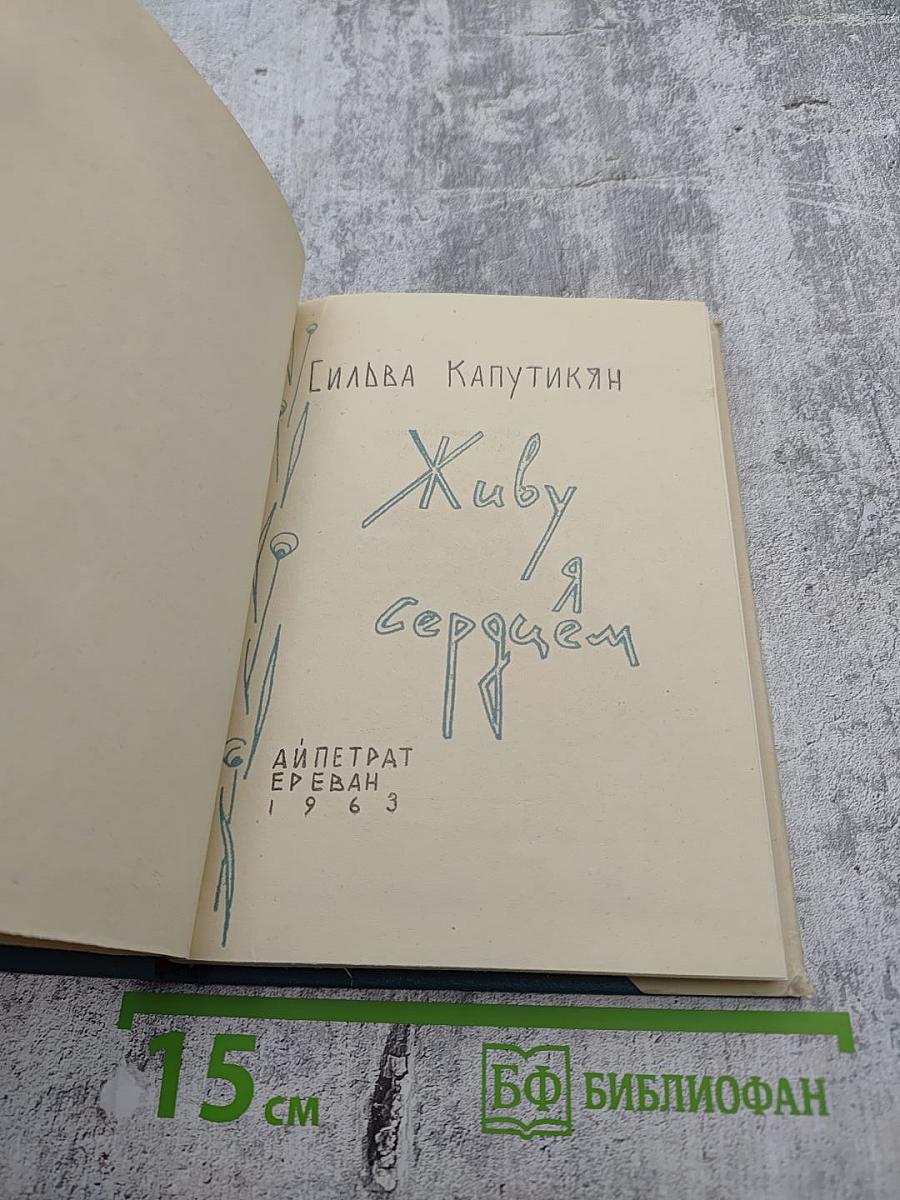 Сильва Капутикян
Живу
я
сердцем
АЙПЕТРАТ
ЕРЕВАН
1963
15 см
БФ БИБЛИОФАН